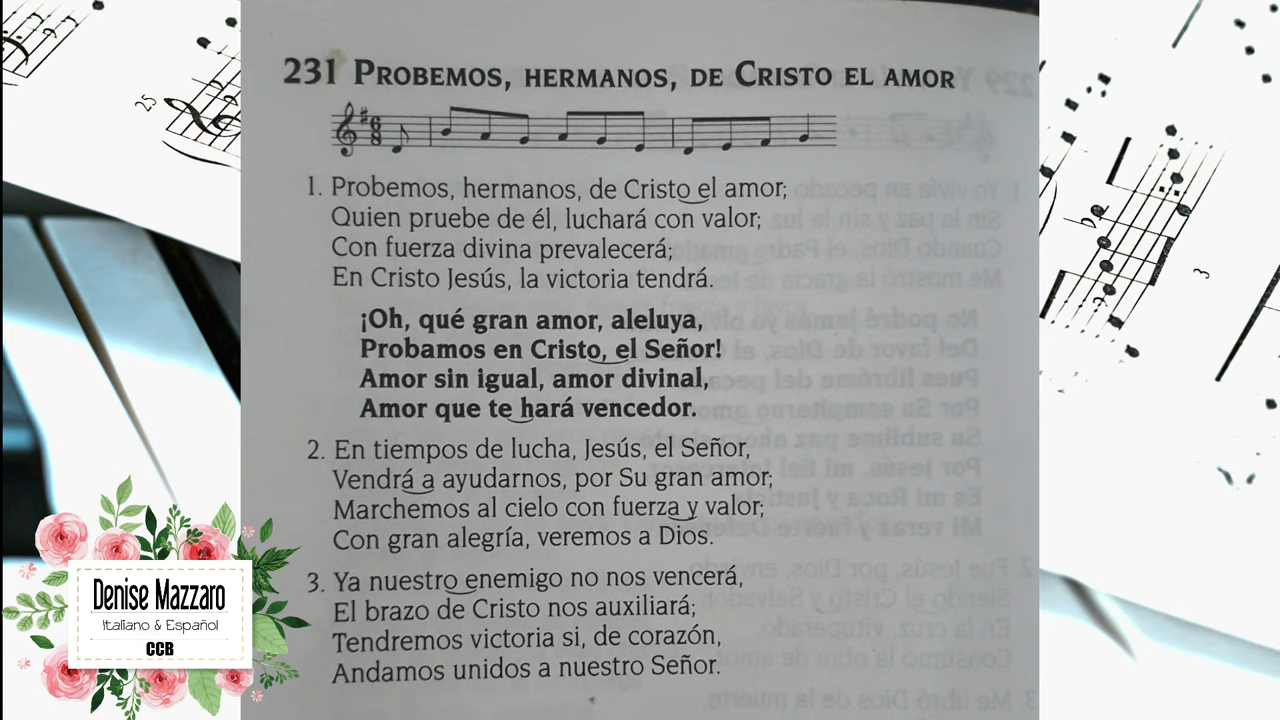 231 PROBEMOS, HERMANOS, DE CRISTO EL AMOR
1. Probemos, hermanos, de Cristo el amor;
Quien pruebe de él, luchará con valor;
Con fuerza divina prevalecerá;
En Cristo Jesús, la victoria tendrá.
¡Oh, qué gran amor, aleluya,
Probamos en Cristo, el Señor!
Amor sin igual, amor divinal,
Amor que te hará vencedor.
2. En tiempos de lucha, Jesús, el Señor,
Vendrá a ayudarnos, por Su gran amor;
Marchemos al cielo con fuerza y valor;
Con gran alegría, veremos a Dios.
3. Ya nuestro enemigo no nos vencerá,
El brazo de Cristo nos auxiliará;
Tendremos victoria si, de corazón,
Andamos unidos a nuestro Señor.
Denise Mazzaro
Italiano & Español
CCB
25
3